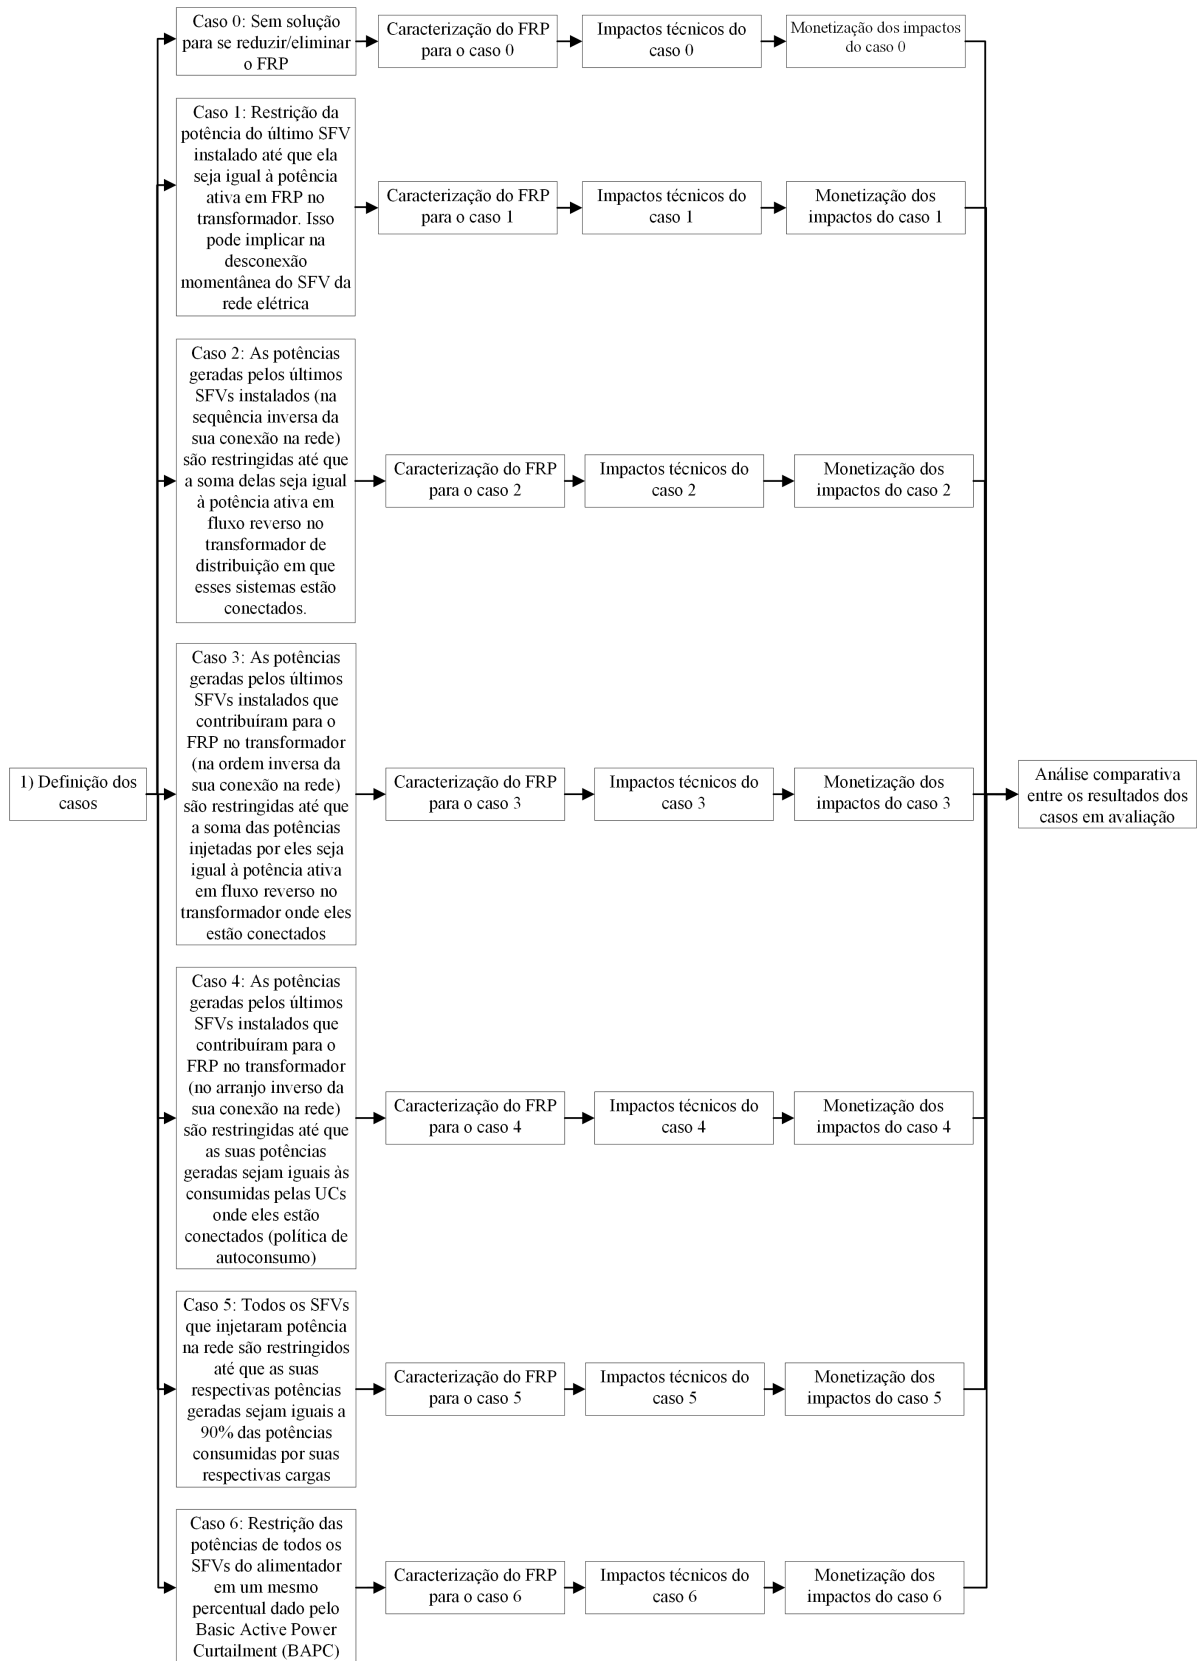 1) Definição dos
casos
Caso 0: Sem solução
para se reduzir/eliminar
o FRP
Caracterização do FRP
para o caso 0
Impactos técnicos do
caso 0
Monetização dos impactos
do caso 0
Caso 1: Restrição da
potência do último SFV
instalado até que ela
seja igual à potência
ativa em FRP no
transformador. Isso
pode implicar na
desconexão
momentânea do SFV da
rede elétrica
Caracterização do FRP
para o caso 1
Impactos técnicos do
caso 1
Monetização dos
impactos do caso 1
Caso 2: As potências
geradas pelos últimos
SFVs instalados (na
sequência inversa da
sua conexão na rede)
são restringidas até que
a soma delas seja igual
à potência ativa em
fluxo reverso no
transformador de
distribuição em que
esses sistemas estão
conectados.
Caracterização do FRP
para o caso 2
Impactos técnicos do
caso 2
Monetização dos
impactos do caso 2
Caso 3: As potências
geradas pelos últimos
SFVs instalados que
contribuíram para o
FRP no transformador
(na ordem inversa da
sua conexão na rede)
são restringidas até que
a soma das potências
injetadas por eles seja
igual à potência ativa
em fluxo reverso no
transformador onde eles
estão conectados
Caracterização do FRP
para o caso 3
Impactos técnicos do
caso 3
Monetização dos
impactos do caso 3
Caso 4: As potências
geradas pelos últimos
SFVs instalados que
contribuíram para o
FRP no transformador
(no arranjo inverso da
sua conexão na rede)
são restringidas até que
as suas potências
geradas sejam iguais às
consumidas pelas UCs
onde eles estão
conectados (política de
autoconsumo)
Caracterização do FRP
para o caso 4
Impactos técnicos do
caso 4
Monetização dos
impactos do caso 4
Caso 5: Todos os SFVs
que injetaram potência
na rede são restringidos
até que as suas
respectivas potências
geradas sejam iguais a
90% das potências
consumidas por suas
respectivas cargas
Caracterização do FRP
para o caso 5
Impactos técnicos do
caso 5
Monetização dos
impactos do caso 5
Caso 6: Restrição das
potências de todos os
SFVs do alimentador
em um mesmo
percentual dado pelo
Basic Active Power
Curtailment (BAPC)
Caracterização do FRP
para o caso 6
Impactos técnicos do
caso 6
Monetização dos
impactos do caso 6
Análise comparativa
entre os resultados dos
casos em avaliação